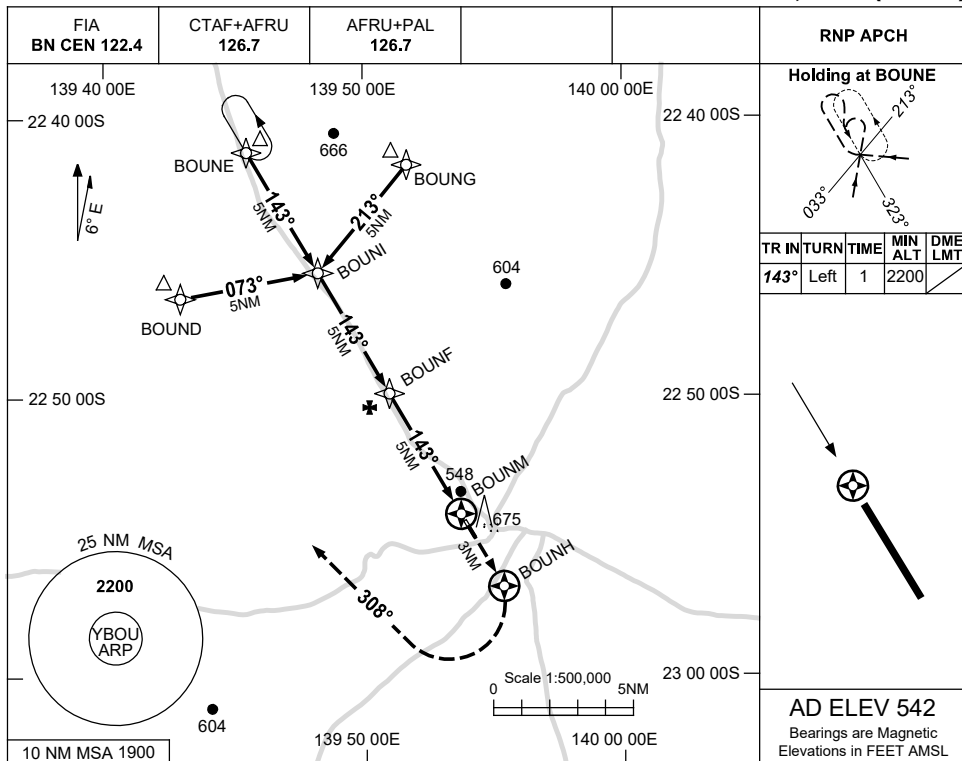 FIA
BN CEN 122.4
CTAF+AFRU
126.7
AFRU+PAL
126.7
RNP APCH
139 40 00E
139 50 00E
140 00 00E
22 40 00S
22 40 00S
Holding at BOUNE
213°
033°
323°
TR IN TURN TIME MIN ALT DME LMT
143° Left 1 2200
6° E
BOUNE
666
BOUNG
143°
5NM
213°
5NM
BOUNI
604
073°
5NM
BOUND
143°
5NM
BOUNF
22 50 00S
22 50 00S
143°
5NM
548
BOUNM
675
3NM
BOUNH
25 NM MSA
2200
YBOU
ARP
308°
23 00 00S
Scale 1:500,000
0 5NM
604
10 NM MSA 1900
139 50 00E
140 00 00E
AD ELEV 542
Bearings are Magnetic
Elevations in FEET AMSL